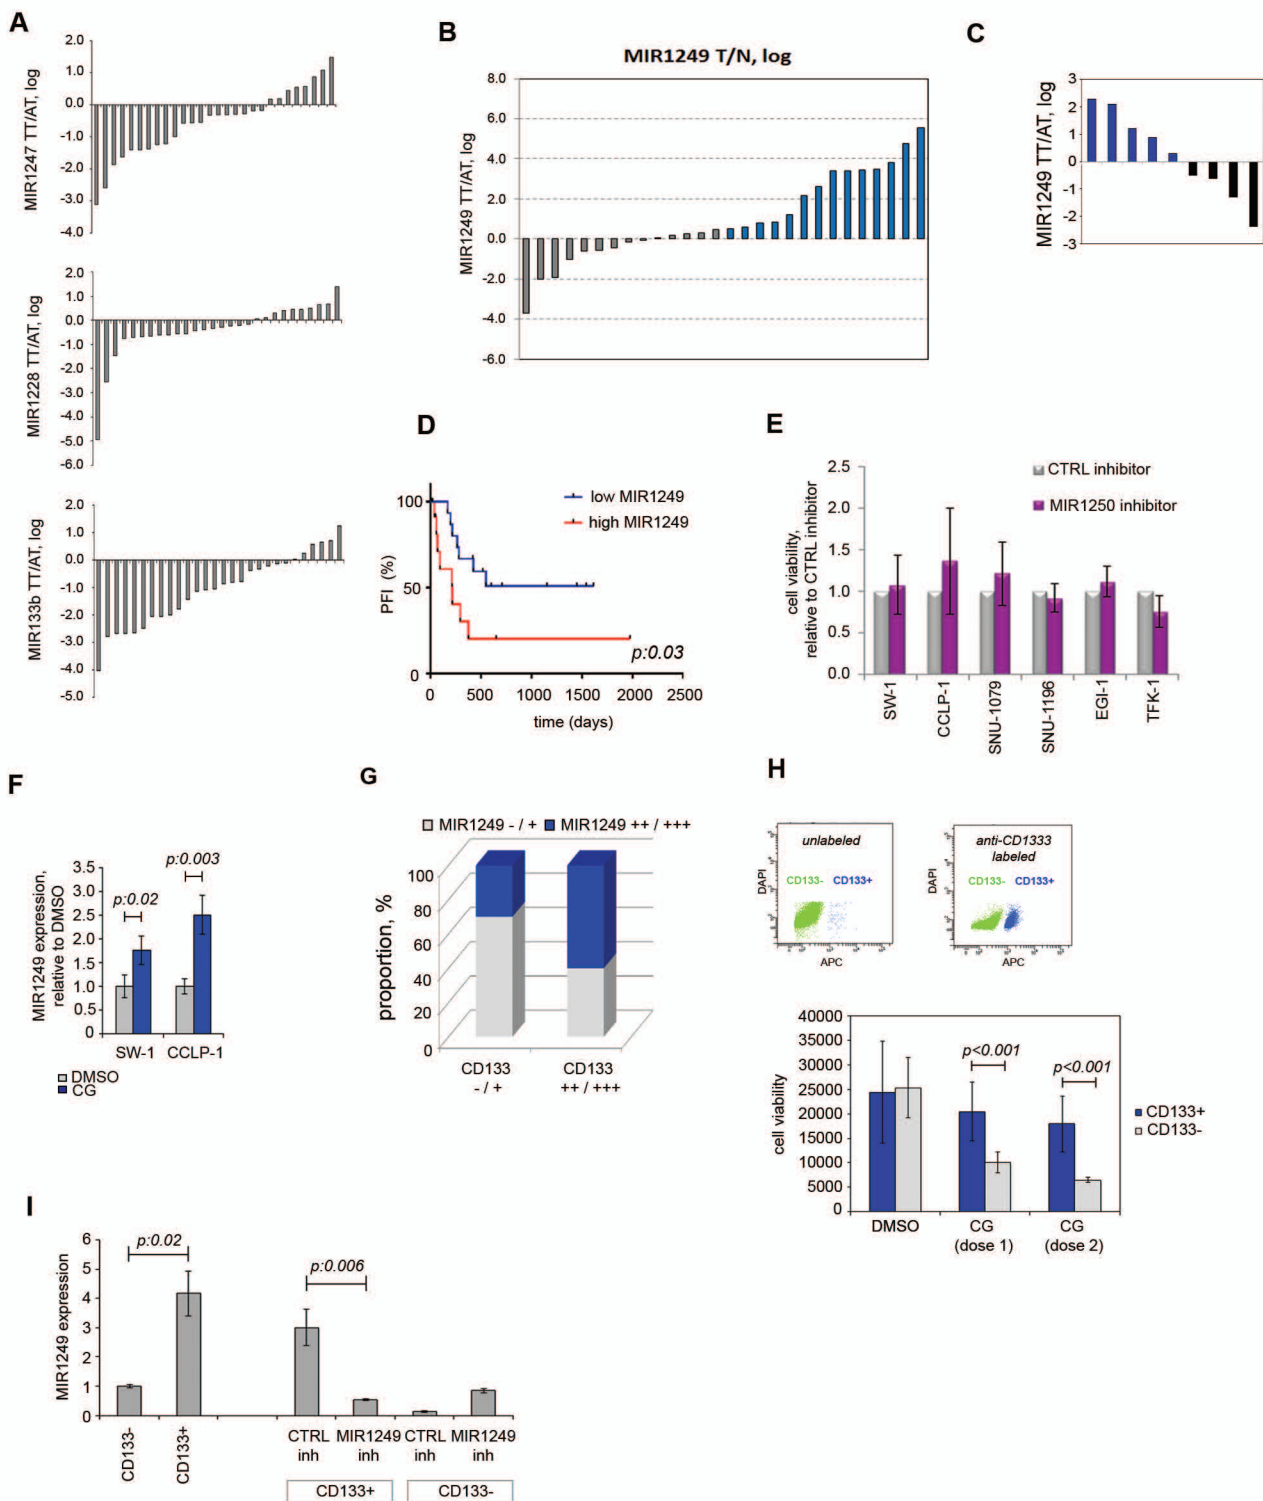 A
MIR1247 TT/AT, log
2.0
1.0
0.0
-1.0
-2.0
-3.0
-4.0
MIR1228 TT/AT, log
2.0
1.0
0.0
-1.0
-2.0
-3.0
-4.0
-5.0
-6.0
MIR133b TT/AT, log
2.0
1.0
0.0
-1.0
-2.0
-3.0
-4.0
-5.0
B
MIR1249 T/N, log
MIR1249 TT/AT, log
8.0
6.0
4.0
2.0
0.0
-2.0
-4.0
-6.0
C
MIR1249 TT/AT, log
3
2
1
0
-1
-2
-3
D
PFI (%)
100
50
0
low MIR1249
high MIR1249
p:0.03
0 500 1000 1500 2000 2500
time (days)
E
cell viability,
relative to CTRL inhibitor
2.5
2.0
1.5
1.0
0.5
0.0
CTRL inhibitor
MIR1250 inhibitor
SW-1
CCLP-1
SNU-1079
SNU-1196
EGI-1
TFK-1
F
MIR1249 expression,
relative to DMSO
3.5
3.0
2.5
2.0
1.5
1.0
0.5
0
p:0.02
p:0.003
SW-1 CCLP-1
DMSO
CG
G
MIR1249 - / + MIR1249 ++ / +++
proportion, %
100
80
60
40
20
0
CD133 CD133
- / + ++ / +++
H
unlabeled
CD133- CD133+
DAPI
APC
anti-CD1333
labeled
CD133- CD133+
DAPI
APC
cell viability
40000
35000
30000
25000
20000
15000
10000
5000
0
p<0.001
p<0.001
CD133+
CD133-
DMSO CG CG
(dose 1) (dose 2)
I
MIR1249 expression
6
5
4
3
2
1
0
p:0.02
p:0.006
CD133-
CD133+
CTRL MIR1249 CTRL MIR1249
inh inh inh inh
CD133+ CD133-